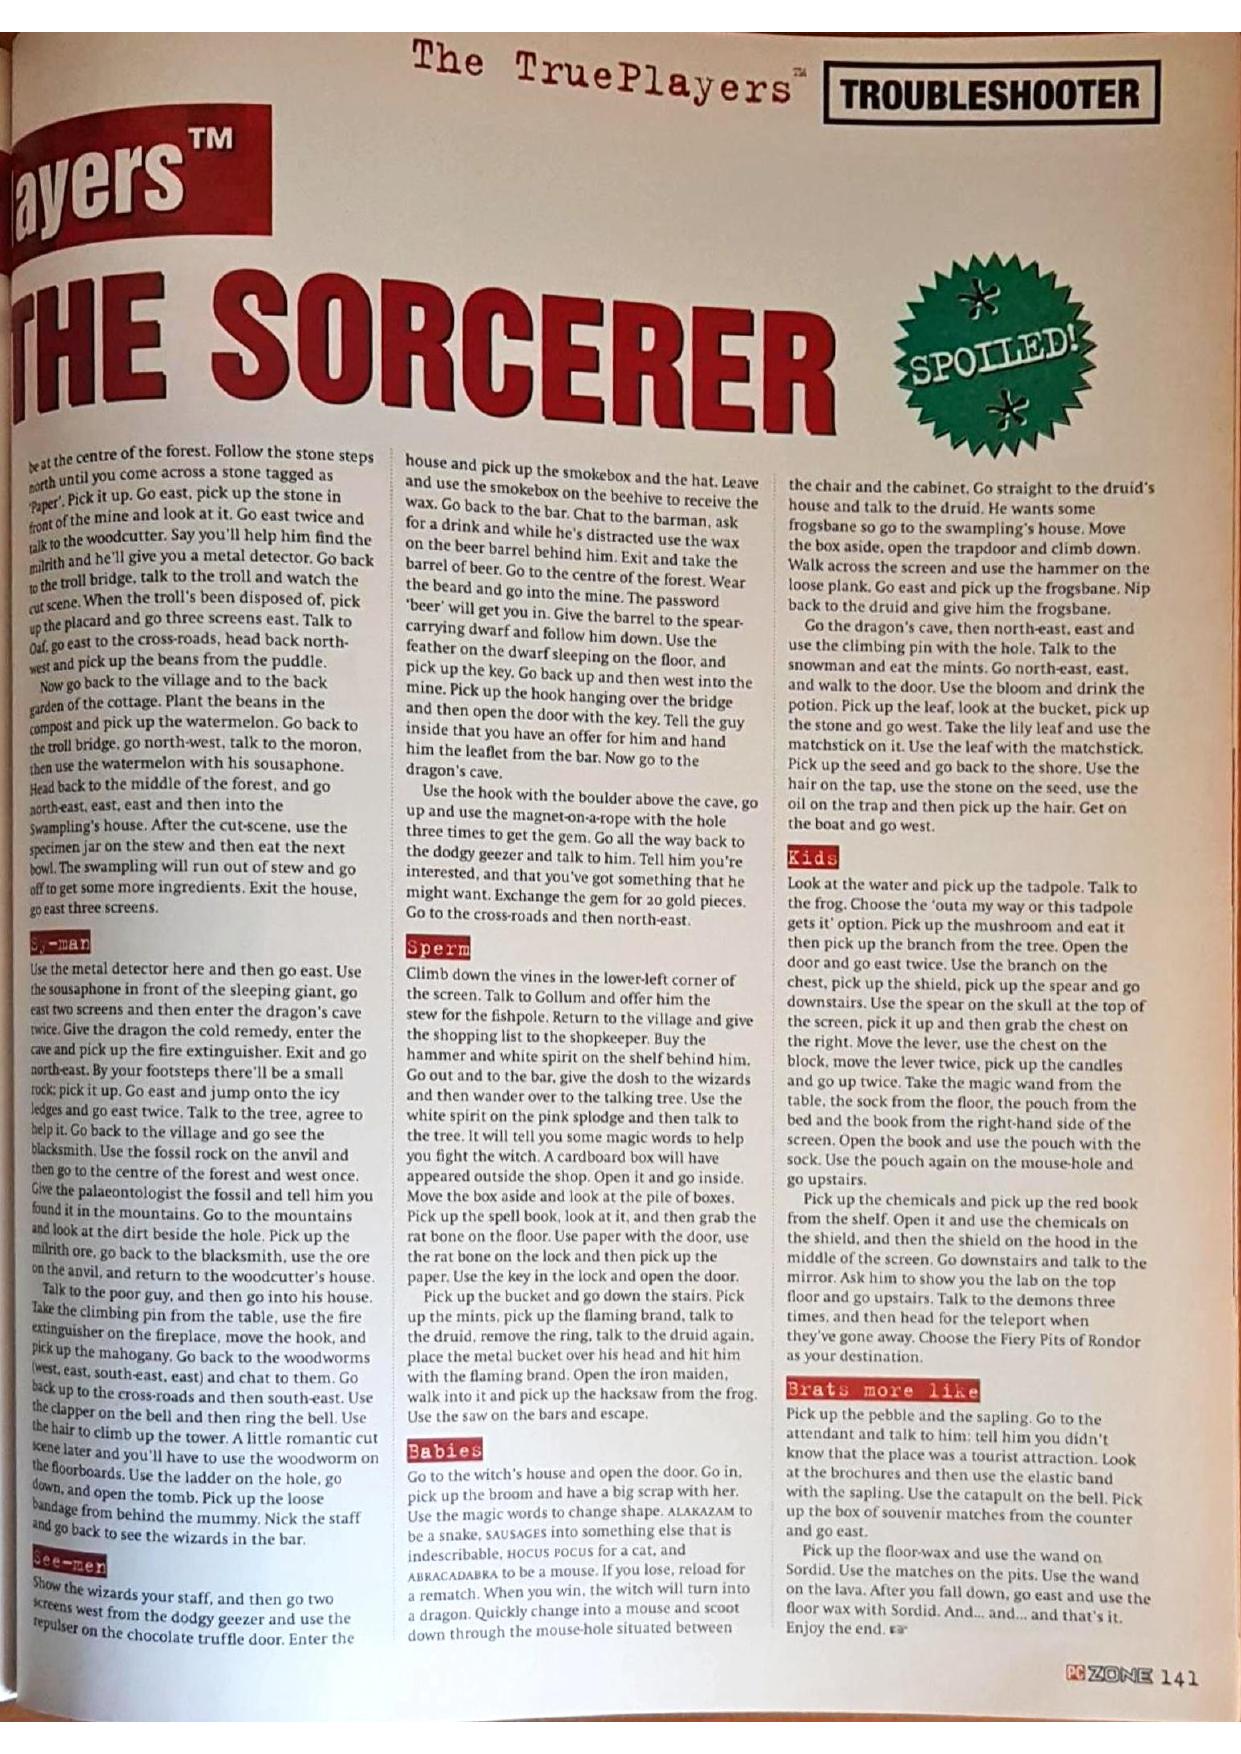 The TruePlayers™
TROUBLESHOOTER
ayers™
THE SORCERER
SPOILED!
be at the centre of the forest. Follow the stone steps
north until you come across a stone tagged as
'Paper'. Pick it up. Go east, pick up the stone in
front of the mine and look at it. Go east twice and
talk to the woodcutter. Say you'll help him find the
milrith and he'll give you a metal detector. Go back
to the troll bridge, talk to the troll and watch the
cut scene. When the troll's been disposed of, pick
up the placard and go three screens east. Talk to
Oaf, go east to the cross-roads, head back north-
west and pick up the beans from the puddle.
Now go back to the village and to the back
garden of the cottage. Plant the beans in the
compost and pick up the watermelon. Go back to
the troll bridge, go north-west, talk to the moron,
then use the watermelon with his sousaphone.
Head back to the middle of the forest, and go
north-east, east, east and then into the
Swampling's house. After the cut-scene, use the
specimen jar on the stew and then eat the next
bowl. The swampling will run out of stew and go
off to get some more ingredients. Exit the house,
go east three screens.
Sy-man
Use the metal detector here and then go east. Use
the sousaphone in front of the sleeping giant, go
east two screens and then enter the dragon's cave
twice. Give the dragon the cold remedy, enter the
cave and pick up the fire extinguisher. Exit and go
north-east. By your footsteps there'll be a small
rock; pick it up. Go east and jump onto the icy
ledges and go east twice. Talk to the tree, agree to
help it. Go back to the village and go see the
blacksmith. Use the fossil rock on the anvil and
then go to the centre of the forest and west once.
Give the palaeontologist the fossil and tell him you
found it in the mountains. Go to the mountains
and look at the dirt beside the hole. Pick up the
milrith ore, go back to the blacksmith, use the ore
on the anvil, and return to the woodcutter's house.
Talk to the poor guy, and then go into his house.
Take the climbing pin from the table, use the fire
extinguisher on the fireplace, move the hook, and
pick up the mahogany. Go back to the woodworms
(west, east, south-east, east) and chat to them. Go
back up to the cross-roads and then south-east. Use
the clapper on the bell and then ring the bell. Use
the hair to climb up the tower. A little romantic cut
scene later and you'll have to use the woodworm on
the floorboards. Use the ladder on the hole, go
down, and open the tomb. Pick up the loose
bandage from behind the mummy. Nick the staff
and go back to see the wizards in the bar.
See-men
Show the wizards your staff, and then go two
screens west from the dodgy geezer and use the
repulser on the chocolate truffle door. Enter the
house and pick up the smokebox and the hat. Leave
and use the smokebox on the beehive to receive the
wax. Go back to the bar. Chat to the barman, ask
for a drink and while he's distracted use the wax
on the beer barrel behind him. Exit and take the
barrel of beer. Go to the centre of the forest. Wear
the beard and go into the mine. The password
'beer' will get you in. Give the barrel to the spear-
carrying dwarf and follow him down. Use the
feather on the dwarf sleeping on the floor, and
pick up the key. Go back up and then west into the
mine. Pick up the hook hanging over the bridge
and then open the door with the key. Tell the guy
inside that you have an offer for him and hand
him the leaflet from the bar. Now go to the
dragon's cave.
Use the hook with the boulder above the cave, go
up and use the magnet-on-a-rope with the hole
three times to get the gem. Go all the way back to
the dodgy geezer and talk to him. Tell him you're
interested, and that you've got something that he
might want. Exchange the gem for 20 gold pieces.
Go to the cross-roads and then north-east.
Sperm
Climb down the vines in the lower-left corner of
the screen. Talk to Gollum and offer him the
stew for the fishpole. Return to the village and give
the shopping list to the shopkeeper. Buy the
hammer and white spirit on the shelf behind him.
Go out and to the bar, give the dosh to the wizards
and then wander over to the talking tree. Use the
white spirit on the pink splodge and then talk to
the tree. It will tell you some magic words to help
you fight the witch. A cardboard box will have
appeared outside the shop. Open it and go inside.
Move the box aside and look at the pile of boxes.
Pick up the spell book, look at it, and then grab the
rat bone on the floor. Use paper with the door, use
the rat bone on the lock and then pick up the
paper. Use the key in the lock and open the door.
Pick up the bucket and go down the stairs. Pick
up the mints, pick up the flaming brand, talk to
the druid, remove the ring, talk to the druid again,
place the metal bucket over his head and hit him
with the flaming brand. Open the iron maiden,
walk into it and pick up the hacksaw from the frog.
Use the saw on the bars and escape.
Babies
Go to the witch's house and open the door. Go in,
pick up the broom and have a big scrap with her.
Use the magic words to change shape. ALAKAZAM to
be a snake, SAUSAGES into something else that is
indescribable, HOCUS POCUS for a cat, and
ABRACADABRA to be a mouse. If you lose, reload for
a rematch. When you win, the witch will turn into
a dragon. Quickly change into a mouse and scoot
down through the mouse-hole situated between
the chair and the cabinet. Go straight to the druid's
house and talk to the druid. He wants some
frogsbane so go to the swampling's house. Move
the box aside, open the trapdoor and climb down.
Walk across the screen and use the hammer on the
loose plank. Go east and pick up the frogsbane. Nip
back to the druid and give him the frogsbane.
Go the dragon's cave, then north-east, east and
use the climbing pin with the hole. Talk to the
snowman and eat the mints. Go north-east, east,
and walk to the door. Use the bloom and drink the
potion. Pick up the leaf, look at the bucket, pick up
the stone and go west. Take the lily leaf and use the
matchstick on it. Use the leaf with the matchstick.
Pick up the seed and go back to the shore. Use the
hair on the tap, use the stone on the seed, use the
oil on the trap and then pick up the hair. Get on
the boat and go west.
Kids
Look at the water and pick up the tadpole. Talk to
the frog. Choose the 'outa my way or this tadpole
gets it' option. Pick up the mushroom and eat it
then pick up the branch from the tree. Open the
door and go east twice. Use the branch on the
chest, pick up the shield, pick up the spear and go
downstairs. Use the spear on the skull at the top of
the screen, pick it up and then grab the chest on
the right. Move the lever, use the chest on the
block, move the lever twice, pick up the candles
and go up twice. Take the magic wand from the
table, the sock from the floor, the pouch from the
bed and the book from the right-hand side of the
screen. Open the book and use the pouch with the
sock. Use the pouch again on the mouse-hole and
go upstairs.
Pick up the chemicals and pick up the red book
from the shelf. Open it and use the chemicals on
the shield, and then the shield on the hood in the
middle of the screen. Go downstairs and talk to the
mirror. Ask him to show you the lab on the top
floor and go upstairs. Talk to the demons three
times, and then head for the teleport when
they've gone away. Choose the Fiery Pits of Rondor
as your destination.
Brats more like
Pick up the pebble and the sapling. Go to the
attendant and talk to him; tell him you didn't
know that the place was a tourist attraction. Look
at the brochures and then use the elastic band
with the sapling. Use the catapult on the bell. Pick
up the box of souvenir matches from the counter
and go east.
Pick up the floor-wax and use the wand on
Sordid. Use the matches on the pits. Use the wand
on the lava. After you fall down, go east and use the
floor wax with Sordid. And... and... and that's it.
Enjoy the end.
PC ZONE 141